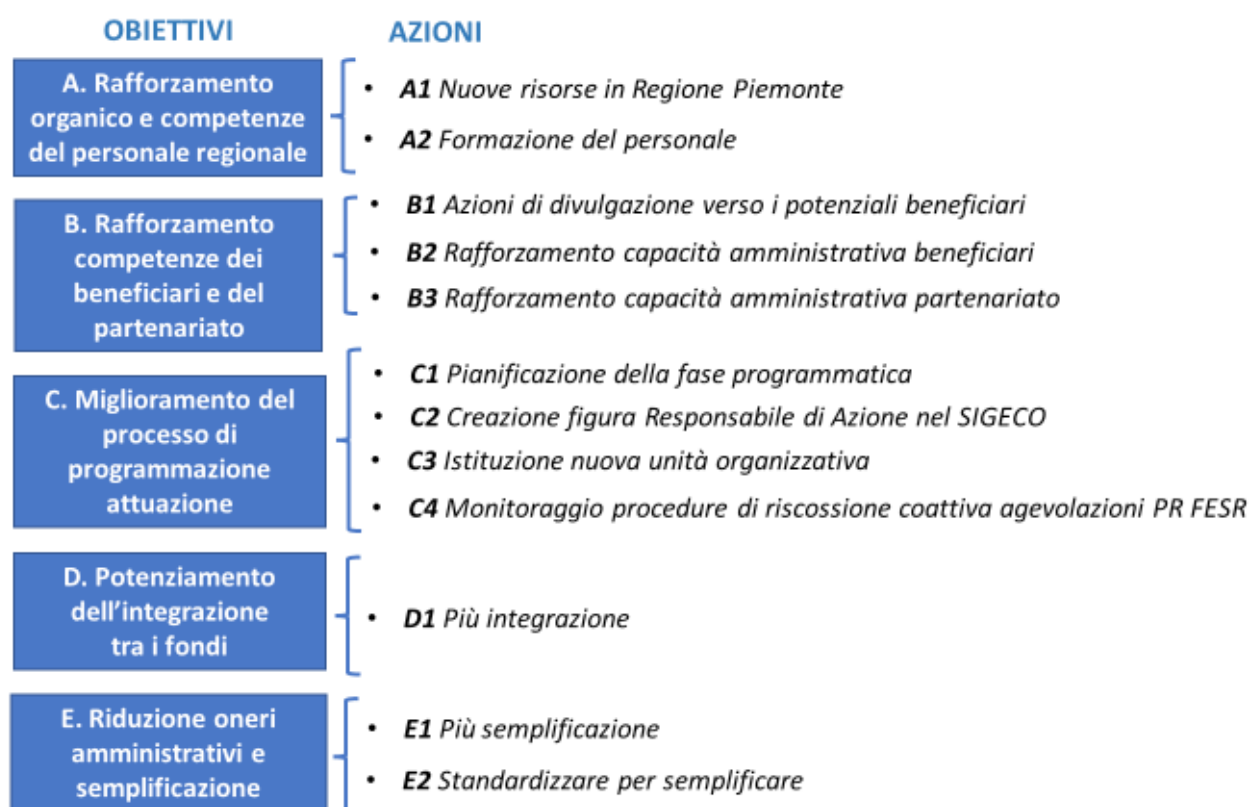 OBIETTIVI
AZIONI
A. Rafforzamento
organico e competenze
del personale regionale
• A1 Nuove risorse in Regione Piemonte
• A2 Formazione del personale
B. Rafforzamento
competenze dei
beneficiari e del
partenariato
• B1 Azioni di divulgazione verso i potenziali beneficiari
• B2 Rafforzamento capacità amministrativa beneficiari
• B3 Rafforzamento capacità amministrativa partenariato
C. Miglioramento del
processo di
programmazione
attuazione
• C1 Pianificazione della fase programmatica
• C2 Creazione figura Responsabile di Azione nel SIGECO
• C3 Istituzione nuova unità organizzativa
• C4 Monitoraggio procedure di riscossione coattiva agevolazioni PR FESR
D. Potenziamento
dell'integrazione
tra i fondi
• D1 Più integrazione
E. Riduzione oneri
amministrativi e
semplificazione
• E1 Più semplificazione
• E2 Standardizzare per semplificare